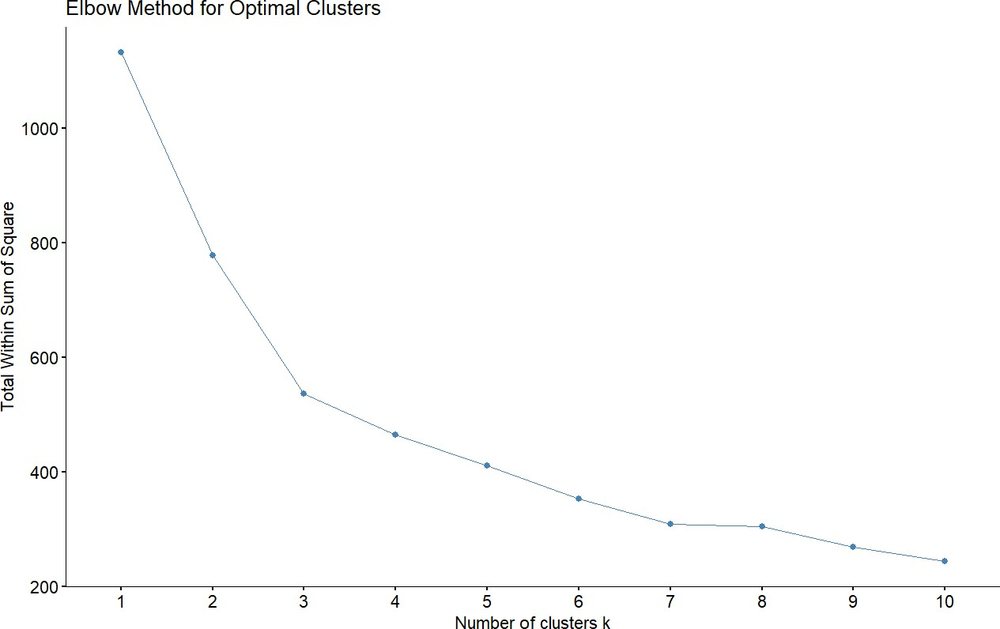 Elbow Method for Optimal Clusters
Total Within Sum of Square
1000
800
600
400
200
1 2 3 4 5 6 7 8 9 10
Number of clusters k